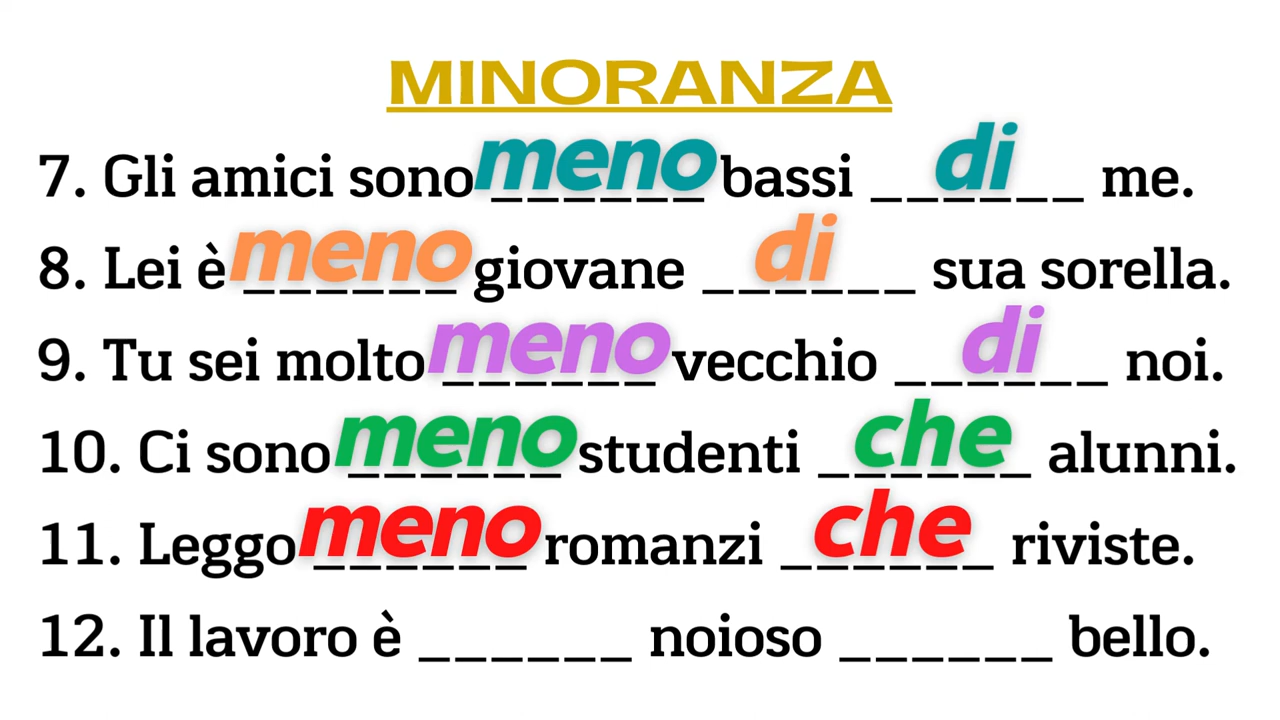 MINORANZA
7. Gli amici sono meno bassi di me.
8. Lei è meno giovane di sua sorella.
9. Tu sei molto meno vecchio di noi.
10. Ci sono meno studenti che alunni.
11. Leggo meno romanzi che riviste.
12. Il lavoro è ______ noioso ______ bello.